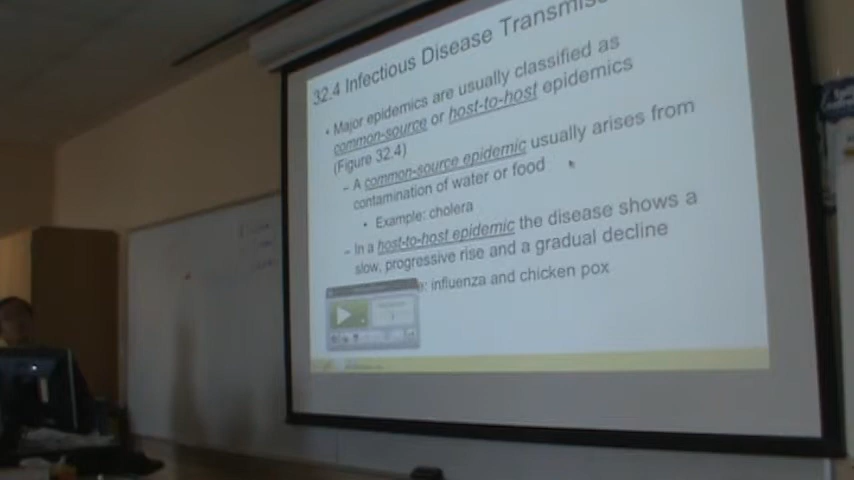 32.4 Infectious Disease
• Major epidemics are usually classified as
common-source or host-to-host epidemics
(Figure 32.4)
– A common-source epidemic usually arises from
contamination of water or food
• Example: cholera
– In a host-to-host epidemic the disease shows a
slow, progressive rise and a gradual decline
: influenza and chicken pox